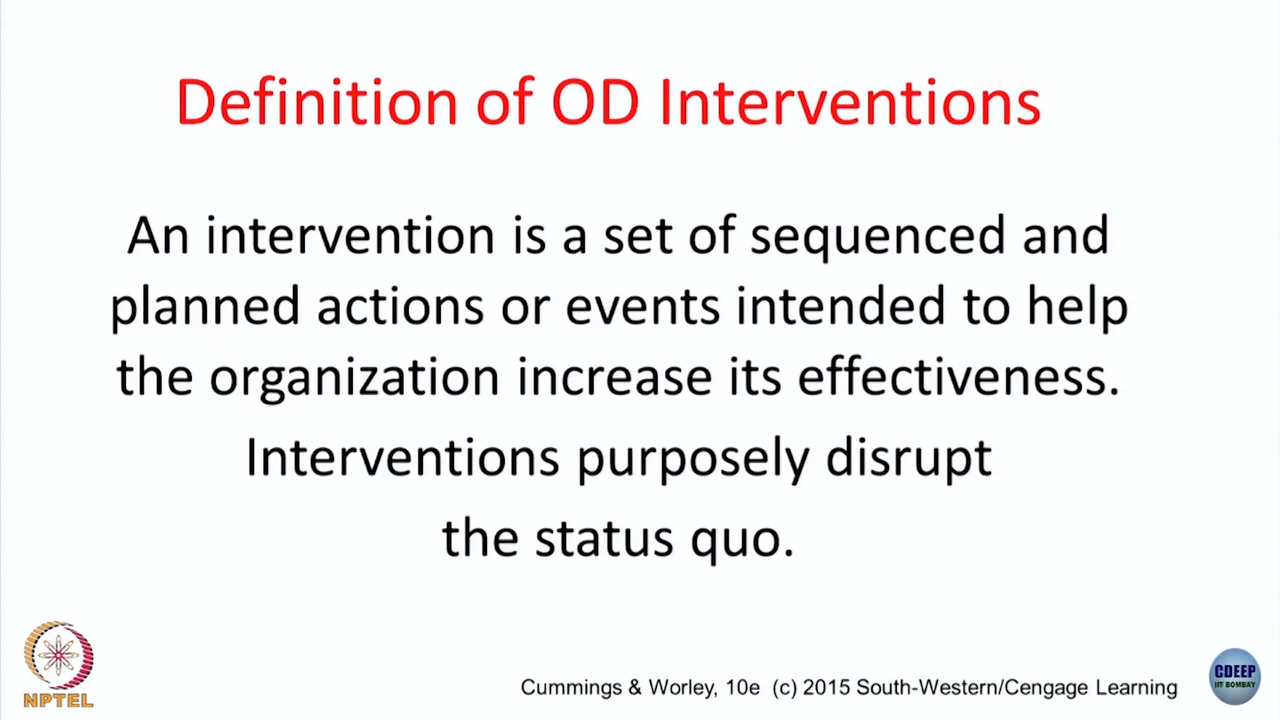 Definition of OD Interventions
An intervention is a set of sequenced and
planned actions or events intended to help
the organization increase its effectiveness.
Interventions purposely disrupt
the status quo.
NPTEL
Cummings & Worley, 10e (c) 2015 South-Western/Cengage Learning
CDEEP
IIT BOMBAY